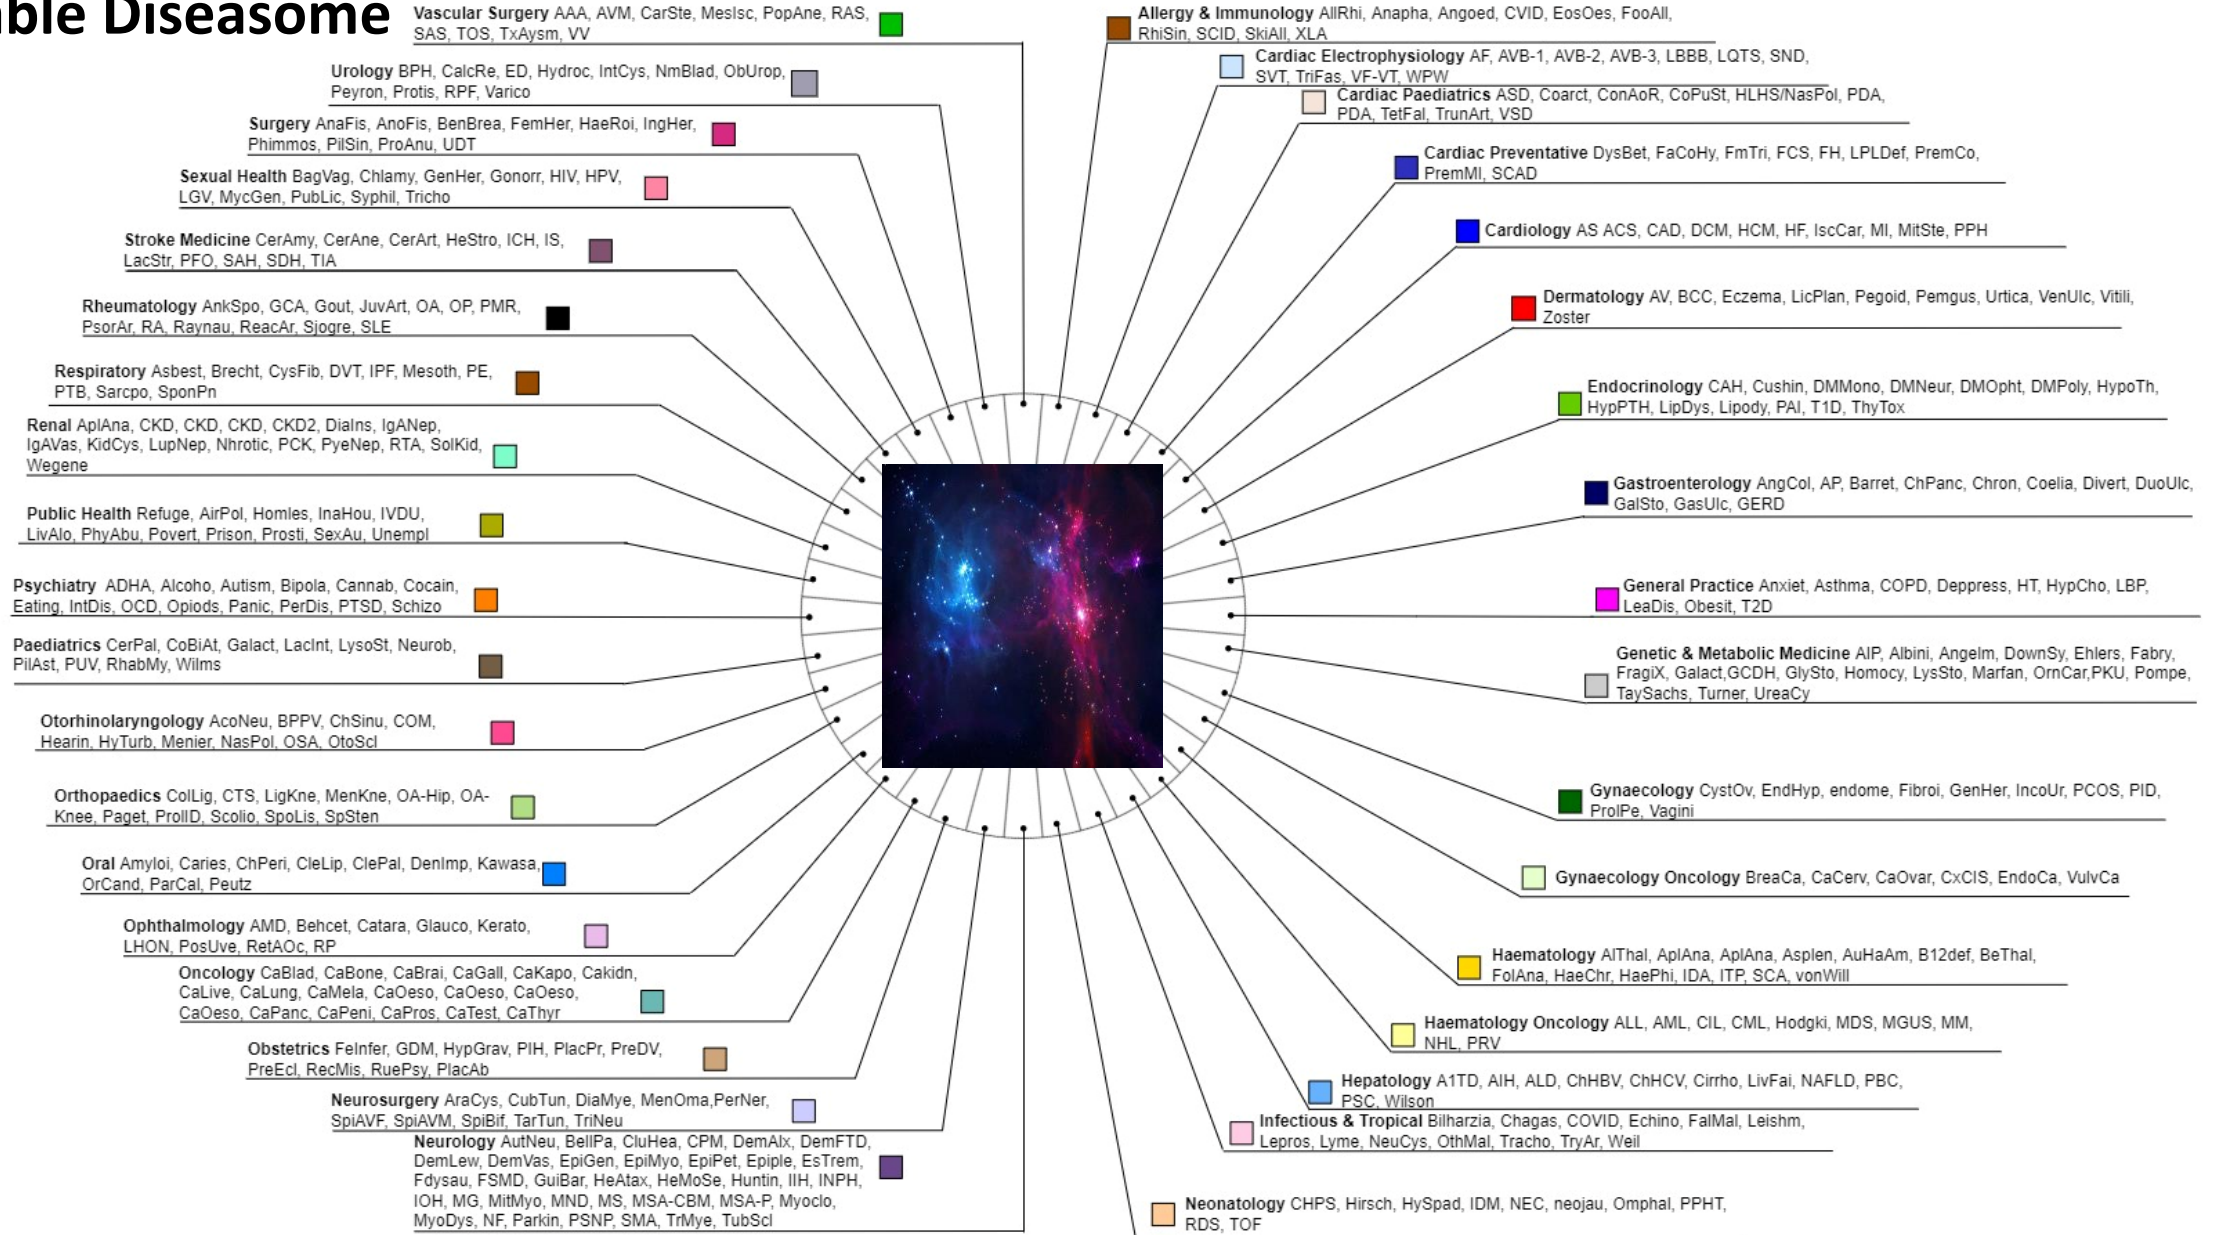 ble Diseasome
Vascular Surgery AAA, AVM, CarSte, MesIsc, PopAne, RAS,
SAS, TOS, TxAysm, VV
Urology BPH, CalcRe, ED, Hydroc, IntCys, NmBlad, ObUrop,
Peyron, Protis, RPF, Varico
Surgery AnaFis, AnoFis, BenBrea, FemHer, HaeRoi, IngHer,
Phimmos, PilSin, ProAnu, UDT
Sexual Health BagVag, Chlamy, GenHer, Gonorr, HIV, HPV,
LGV, MycGen, PubLic, Syphil, Tricho
Stroke Medicine CerAmy, CerAne, CerArt, HeStro, ICH, IS,
LacStr, PFO, SAH, SDH, TIA
Rheumatology AnkSpo, GCA, Gout, JuvArt, OA, OP, PMR,
PsorAr, RA, Raynau, ReacAr, Sjogre, SLE
Respiratory Asbest, Brecht, CysFib, DVT, IPF, Mesoth, PE,
PTB, Sarcpo, SponPn
Renal AplAna, CKD, CKD, CKD, CKD2, DiaIns, IgANep,
IgAVas, KidCys, LupNep, Nhrotic, PCK, PyeNep, RTA, SolKid,
Wegene
Public Health Refuge, AirPol, Homles, InaHou, IVDU,
LivAlo, PhyAbu, Povert, Prison, Prosti, SexAu, Unempl
Psychiatry ADHA, Alcoho, Autism, Bipola, Cannab, Cocain,
Eating, IntDis, OCD, Opiods, Panic, PerDis, PTSD, Schizo
Paediatrics CerPal, CoBiAt, Galact, LacInt, LysoSt, Neurob,
PilAst, PUV, RhabMy, Wilms
Otorhinolaryngology AcoNeu, BPPV, ChSinu, COM,
Hearin, HyTurb, Menier, NasPol, OSA, OtoScl
Orthopaedics ColLig, CTS, LigKne, MenKne, OA-Hip, OA-
Knee, Paget, ProlID, Scolio, SpoLis, SpSten
Oral Amyloi, Caries, ChPeri, CleLip, ClePal, DenImp, Kawasa,
OrCand, ParCal, Peutz
Ophthalmology AMD, Behcet, Catara, Glauco, Kerato,
LHON, PosUve, RetAOc, RP
Oncology CaBlad, CaBone, CaBrai, CaGall, CaKapo, Cakidn,
CaLive, CaLung, CaMela, CaOeso, CaOeso, CaOeso,
CaOeso, CaPanc, CaPeni, CaPros, CaTest, CaThyr
Obstetrics FeInfer, GDM, HypGrav, PIH, PlacPr, PreDV,
PreEcl, RecMis, RuePsy, PlacAb
Neurosurgery AraCys, CubTun, DiaMye, MenOma,PerNer,
SpiAVF, SpiAVM, SpiBif, TarTun, TriNeu
Neurology AutNeu, BellPa, CluHea, CPM, DemAlx, DemFTD,
DemLew, DemVas, EpiGen, EpiMyo, EpiPet, Epiple, EsTrem,
Fdysau, FSMD, GuiBar, HeAtax, HeMoSe, Huntin, IIH, INPH,
IOH, MG, MitMyo, MND, MS, MSA-CBM, MSA-P, Myoclo,
MyoDys, NF, Parkin, PSNP, SMA, TrMye, TubScl
Allergy & Immunology AllRhi, Anapha, Angoed, CVID, EosOes, FooAll,
RhiSin, SCID, SkiAll, XLA
Cardiac Electrophysiology AF, AVB-1, AVB-2, AVB-3, LBBB, LQTS, SND,
SVT, TriFas, VF-VT, WPW
Cardiac Paediatrics ASD, Coarct, ConAoR, CoPuSt, HLHS/NasPol, PDA,
PDA, TetFal, TrunArt, VSD
Cardiac Preventative DysBet, FaCoHy, FmTri, FCS, FH, LPLDef, PremCo,
PremMI, SCAD
Cardiology AS ACS, CAD, DCM, HCM, HF, IscCar, MI, MitSte, PPH
Dermatology AV, BCC, Eczema, LicPlan, Pegoid, Pemgus, Urtica, VenUlc, Vitili,
Zoster
Endocrinology CAH, Cushin, DMMono, DMNeur, DMOpht, DMPoly, HypoTh,
HypPTH, LipDys, Lipody, PAI, T1D, ThyTox
Gastroenterology AngCol, AP, Barret, ChPanc, Chron, Coelia, Divert, DuoUlc,
GalSto, GasUlc, GERD
General Practice Anxiet, Asthma, COPD, Deppress, HT, HypCho, LBP,
LeaDis, Obesit, T2D
Genetic & Metabolic Medicine AIP, Albini, Angelm, DownSy, Ehlers, Fabry,
FragiX, Galact,GCDH, GlySto, Homocy, LysSto, Marfan, OrnCar,PKU, Pompe,
TaySachs, Turner, UreaCy
Gynaecology CystOv, EndHyp, endome, Fibroi, GenHer, IncoUr, PCOS, PID,
ProlPe, Vagini
Gynaecology Oncology BreaCa, CaCerv, CaOvar, CxCIS, EndoCa, VulvCa
Haematology AlThal, AplAna, AplAna, Asplen, AuHaAm, B12def, BeThal,
FolAna, HaeChr, HaePhi, IDA, ITP, SCA, vonWill
Haematology Oncology ALL, AML, ClL, CML, Hodgki, MDS, MGUS, MM,
NHL, PRV
Hepatology A1TD, AIH, ALD, ChHBV, ChHCV, Cirrho, LivFai, NAFLD, PBC,
PSC, Wilson
Infectious & Tropical Bilharzia, Chagas, COVID, Echino, FalMal, Leishm,
Lepros, Lyme, NeuCys, OthMal, Tracho, TryAr, Weil
Neonatology CHPS, Hirsch, HySpad, IDM, NEC, neojau, Omphal, PPHT,
RDS, TOF